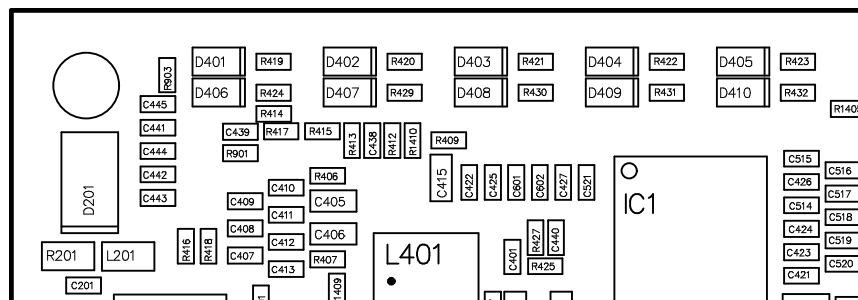 D401 R419 D402 R420 D403 R421 D404 R422 D405 R423
R903
D406 R424 D407 R429 D408 R430 D409 R431 D410 R432
C445 R414 R1405
C441 C439 R417 R415 R413 C438 R412 R1410 R409
C444 R901 C515
C442 R406 C415 C422 C425 C601 C602 C427 C521 C426 C516
C443 C410 C405 C517
D201 C409 C411 IC1 C514 C518
C408 C406 C424 C519
R416 R418 C412 R427 C440
R201 L201 C407 R407 L401 C401 R425 C423 C520
C201 C413 C421